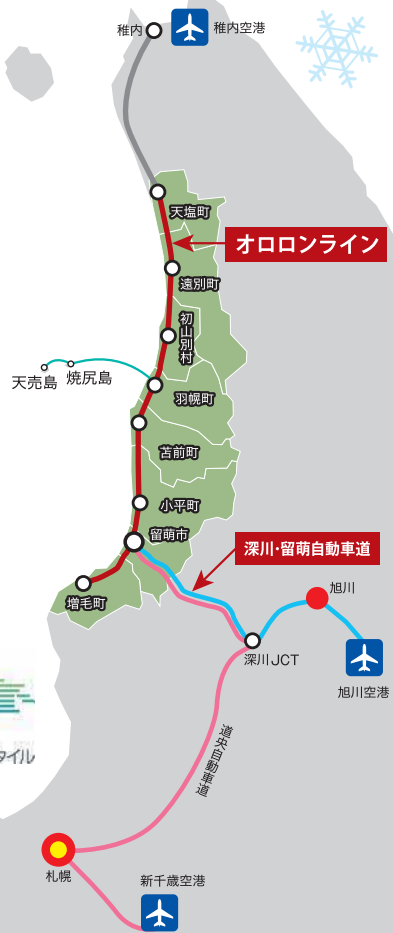 稚内
稚内空港
天塩町
オロロンライン
遠別町
初山別村
天売島
焼尻島
羽幌町
苫前町
小平町
留萌市
深川・留萌自動車道
増毛町
旭川
深川JCT
旭川空港
道央自動車道
タイル
札幌
新千歳空港